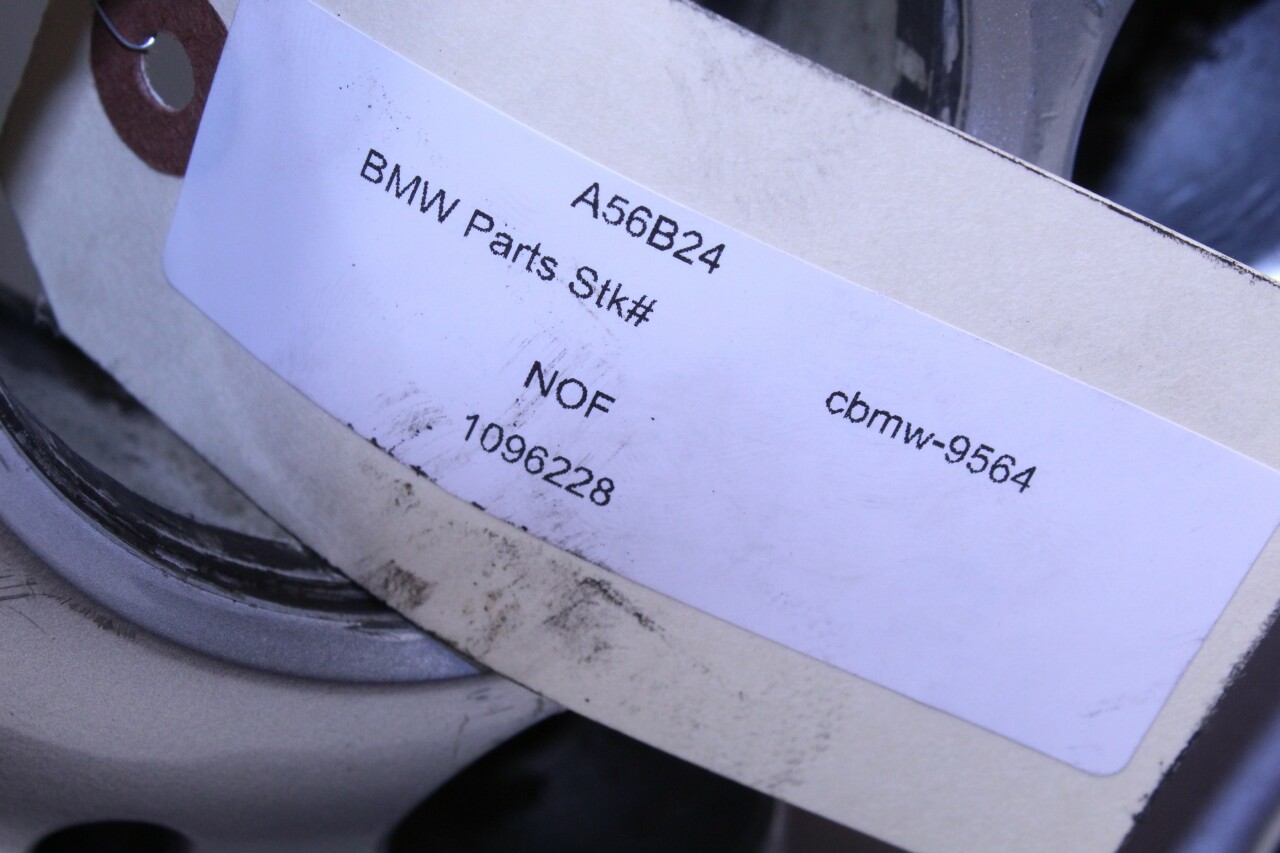 A56B24
BMW Parts Stk#
cbmw-9564
NOF
1096228